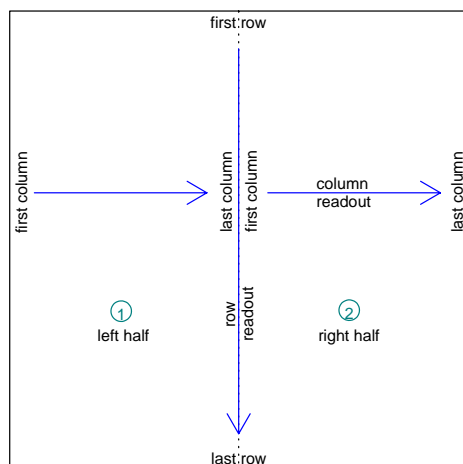 first row
first column
last column
first column
column
readout
last column
1
left half
row
readout
2
right half
last row